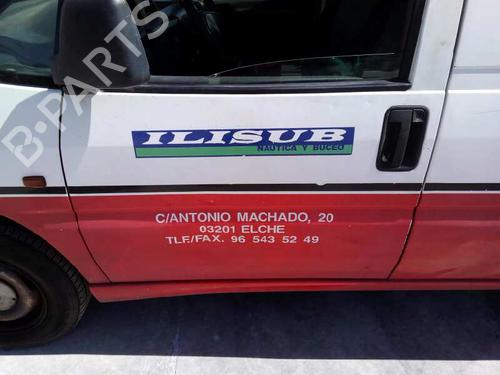 B-PARTS
ILISUB
NAUTICA Y BUCEO
C/ANTONIO MACHADO, 20
03201 ELCHE
TLF./FAX. 96 543 52 49